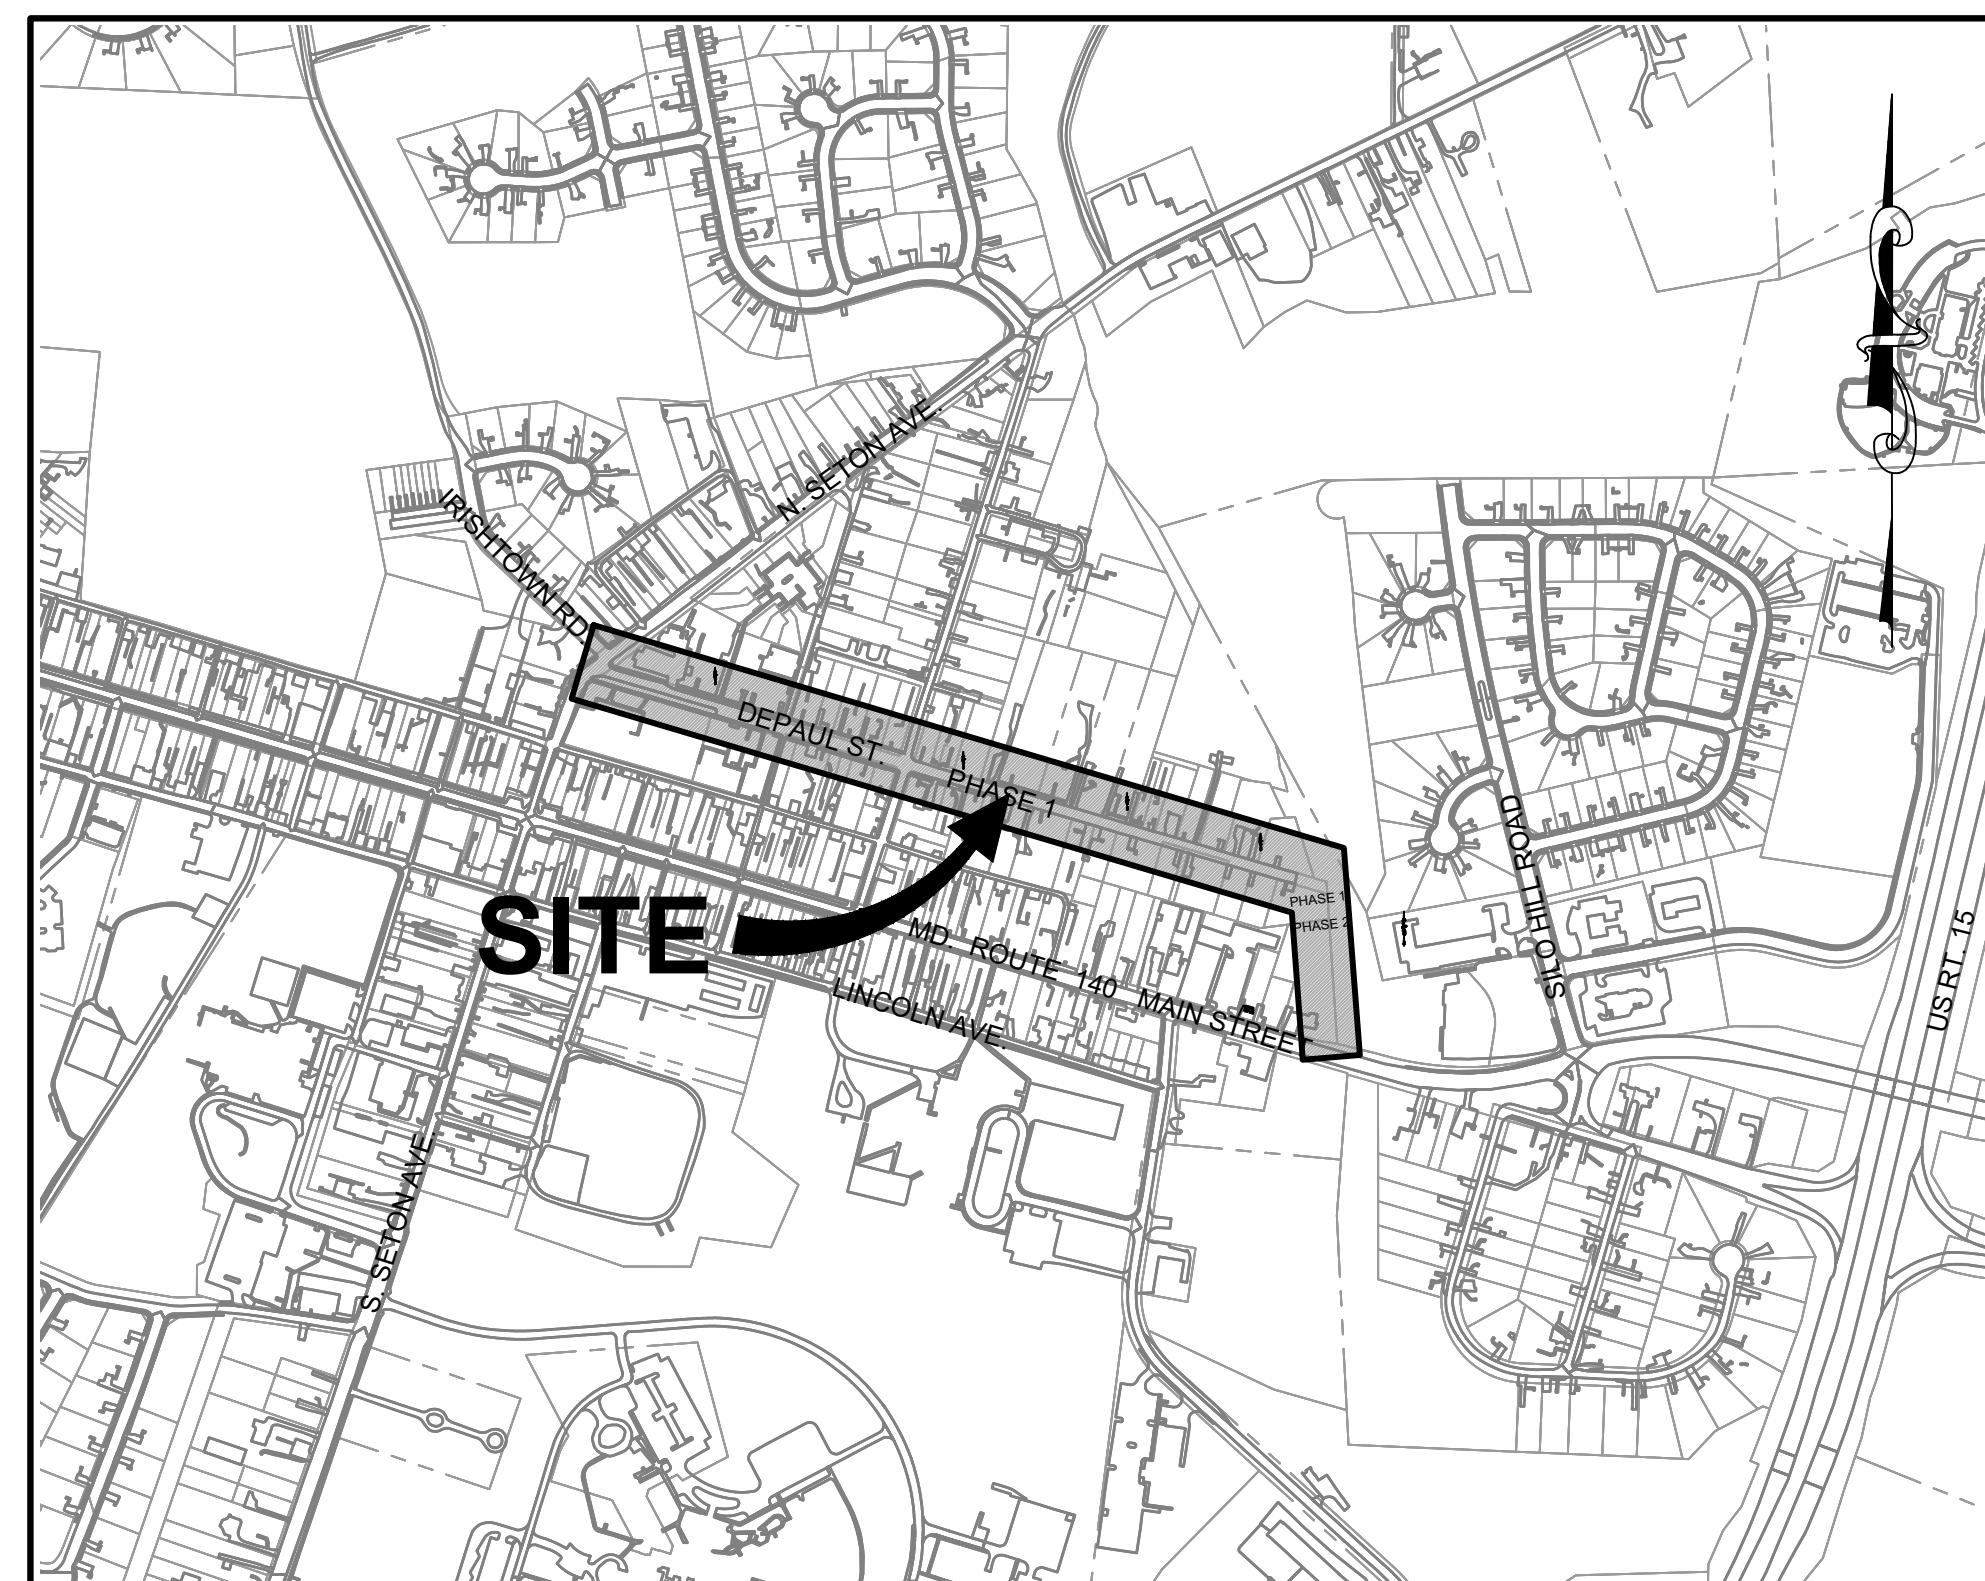 N. SETON AVE.
IRISHTOWN RD.
DEPAUL ST.
PHASE 1
SILO HILL ROAD
PHASE 1
PHASE 2
SITE
MD. ROUTE 140 MAIN STREET
US RT. 15
LINCOLN AVE.
S. SETON AVE.